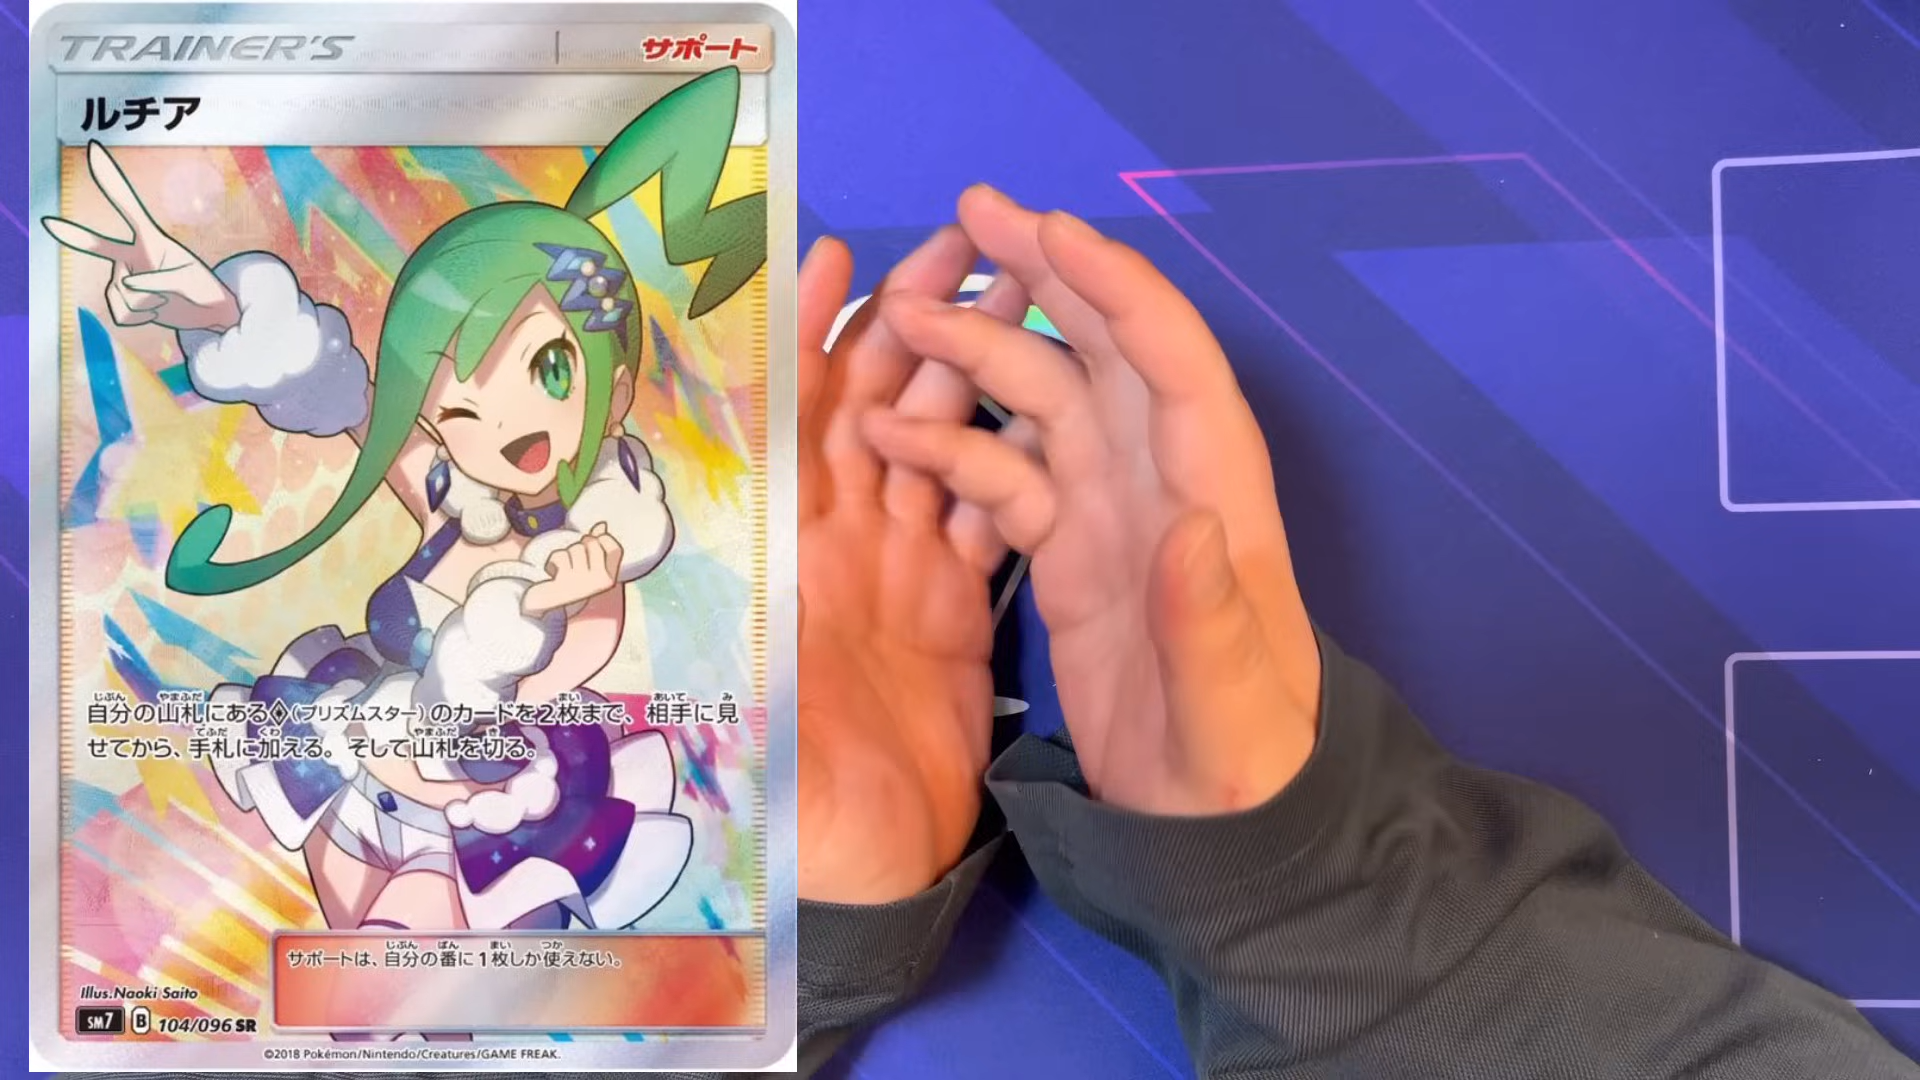 TRAINER'S
サポート
ルチア
自分の山札にある◇(プリズムスター)のカードを2枚まで、相手に見
せてから、手札に加える。そして山札を切る。
サポートは、自分の番に1枚しか使えない。
Illus.Naoki Saito
SM7 B 104/096 SR
©2018 Pokémon/Nintendo/Creatures/GAME FREAK.